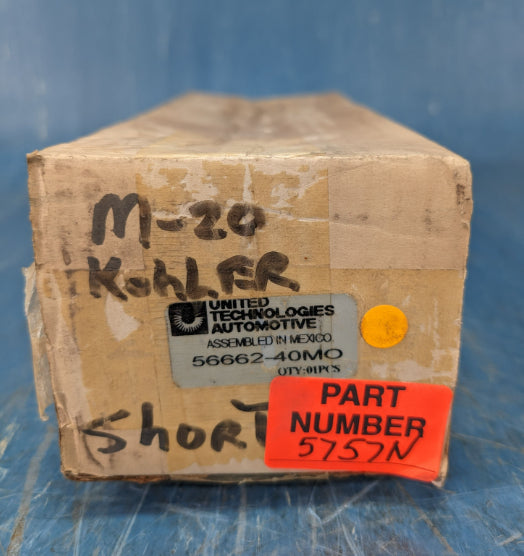 M-20
KohLER
UNITED
TECHNOLOGIES
AUTOMOTIVE
ASSEMBLED IN MEXICO
56662-40MO
QTY:01PCS
Short
PART
NUMBER
5757N